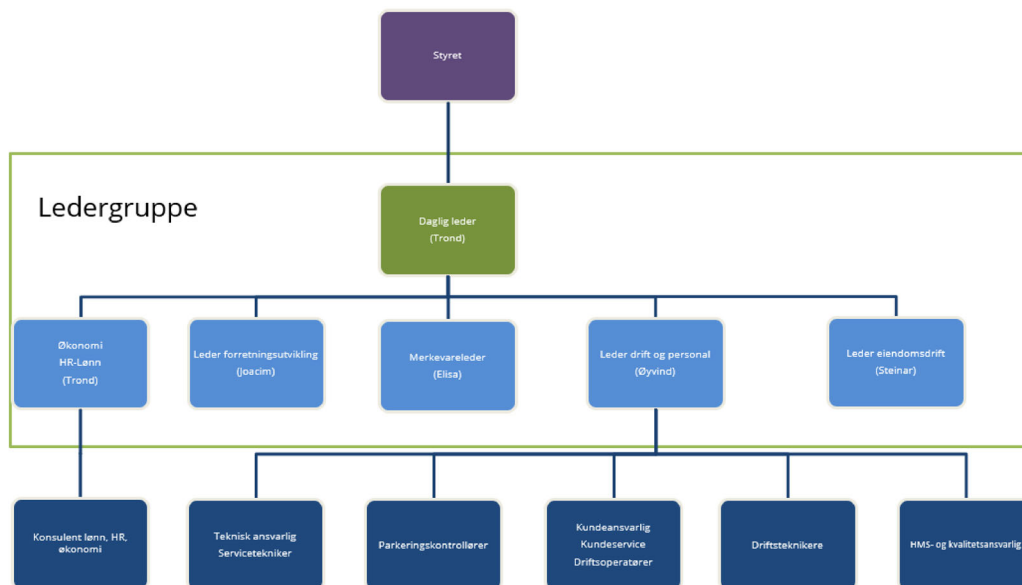 Styret
Ledergruppe
Daglig leder
(Trond)
Økonomi
HR-Lønn
(Trond)
Leder forretningsutvikling
(Joacim)
Merkevareleder
(Elisa)
Leder drift og personal
(Øyvind)
Leder eiendomsdrift
(Steinar)
Konsulent lønn, HR,
økonomi
Teknisk ansvarlig
Servicetekniker
Parkeringskontrollører
Kundeansvarlig
Kundeservice
Driftsoperatører
Driftsteknikere
HMS- og kvalitetsansvarlig